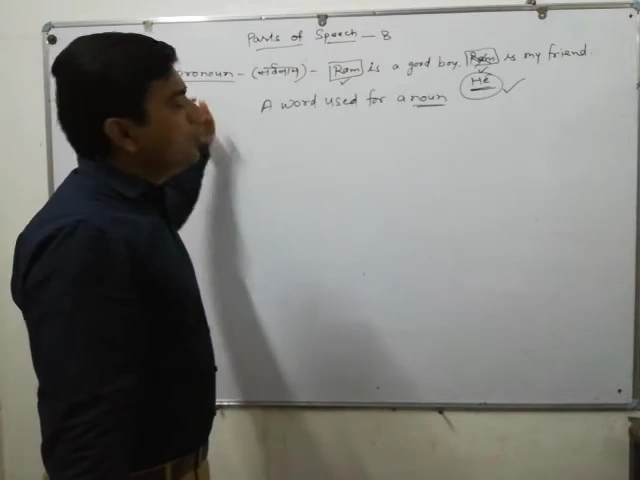 Parts of Speech - 8
Pronoun - (सर्वनाम) - Ram is a good boy. Ram is my friend.
He
A word used for a noun